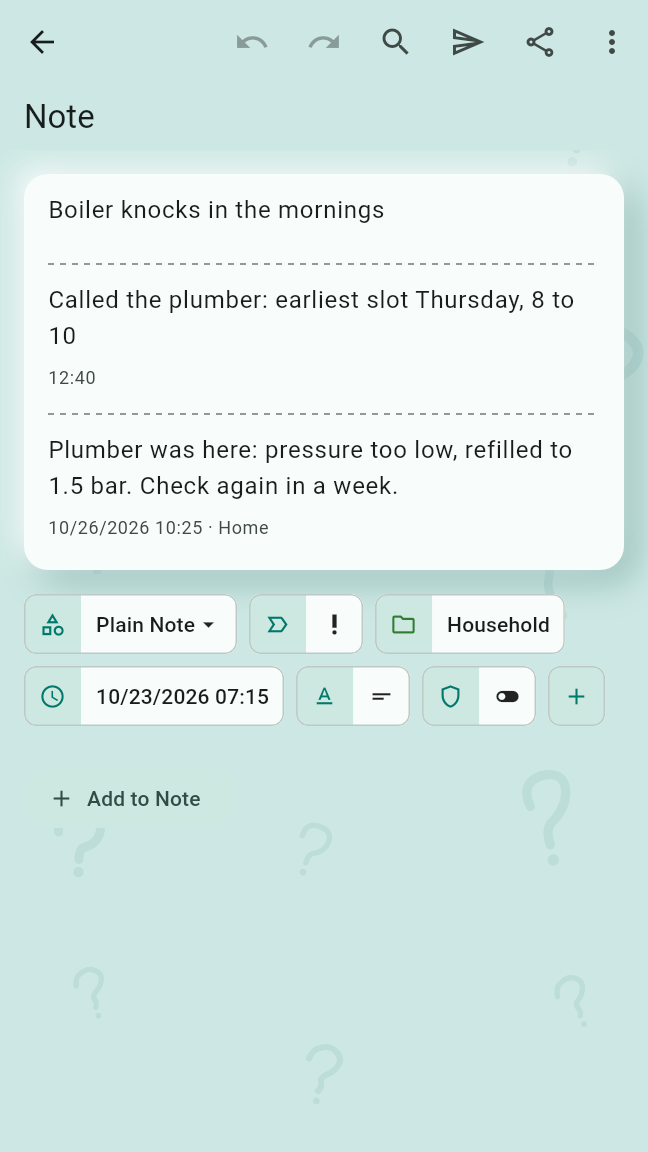 Note
Boiler knocks in the mornings
Called the plumber: earliest slot Thursday, 8 to
10
12:40
Plumber was here: pressure too low, refilled to
1.5 bar. Check again in a week.
10/26/2026 10:25 · Home
Plain Note
Household
10/23/2026 07:15
Add to Note